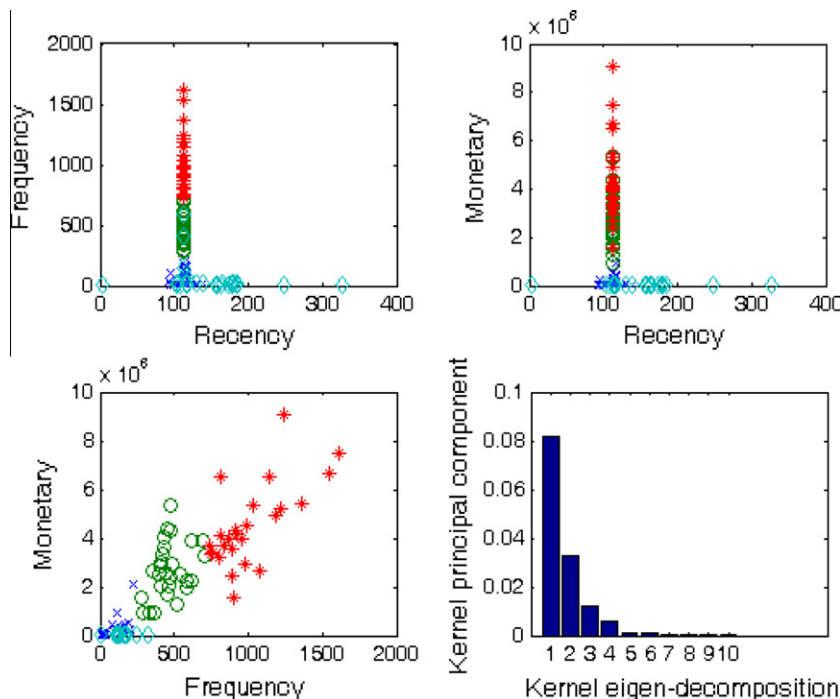 2000
1500
1000
500
0
Frequency
0 100 200 300 400
Recency
× 10 6
10
8
6
4
2
0
Monetary
0 100 200 300 400
Recency
× 10 6
10
8
6
4
2
0
Monetary
0 500 1000 1500 2000
Frequency
0.1
0.08
0.06
0.04
0.02
0
Kernel principal component
1 2 3 4 5 6 7 8 9 10
Kernel eigen-decomposition